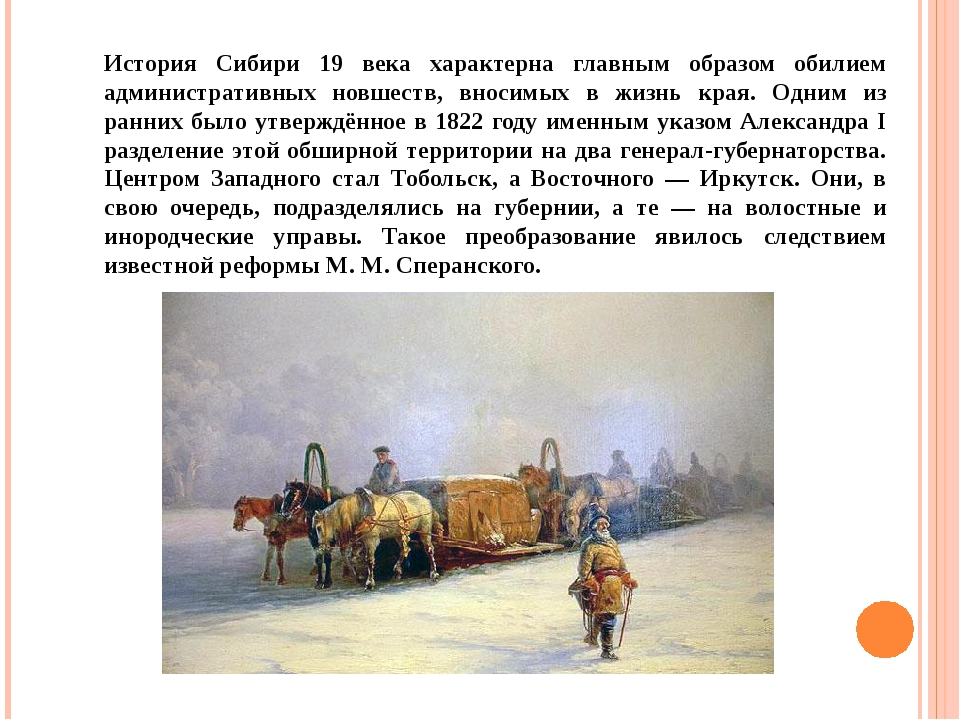 История Сибири 19 века характерна главным образом обилием
административных новшеств, вносимых в жизнь края. Одним из
ранних было утверждённое в 1822 году именным указом Александра I
разделение этой обширной территории на два генерал-губернаторства.
Центром Западного стал Тобольск, а Восточного — Иркутск. Они, в
свою очередь, подразделялись на губернии, а те — на волостные и
инородческие управы. Такое преобразование явилось следствием
известной реформы М. М. Сперанского.